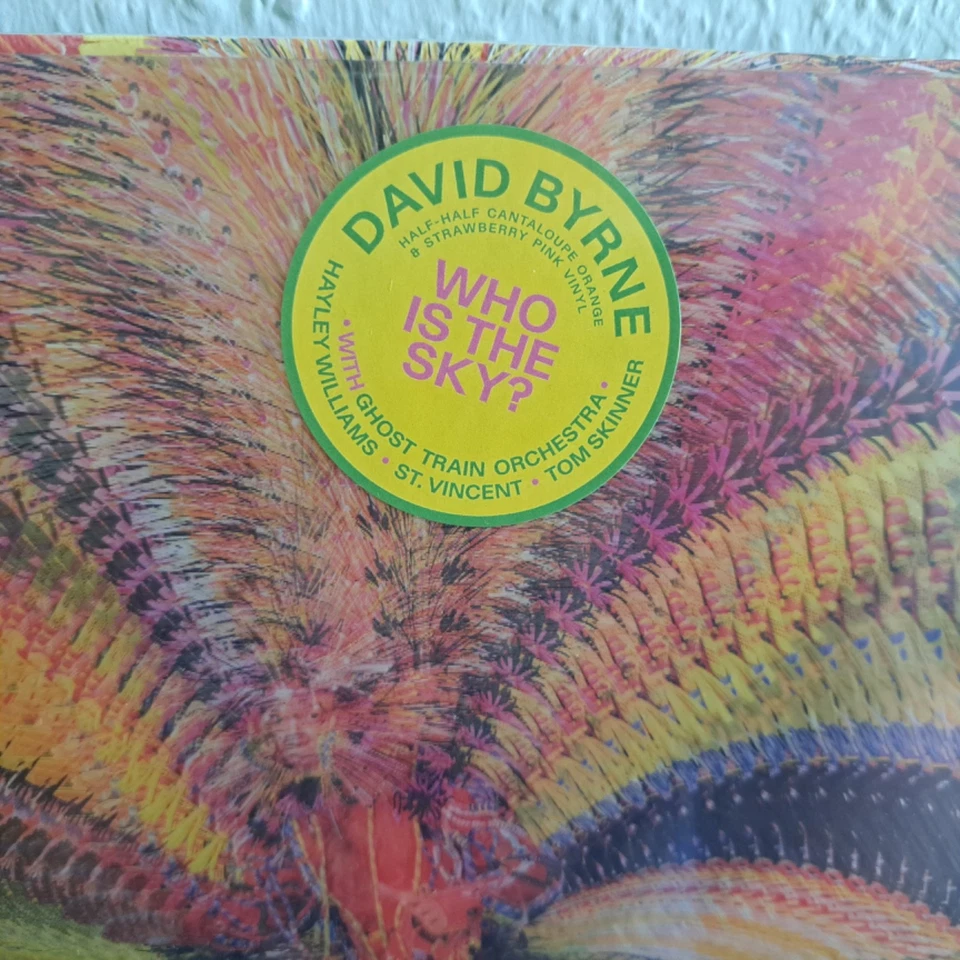 DAVID BYRNE
HALF-HALF CANTALOUPE ORANGE
& STRAWBERRY PINK VINYL
WHO
IS THE
SKY?
• WITH GHOST TRAIN ORCHESTRA •
HAYLEY WILLIAMS • ST. VINCENT • TOM SKINNER